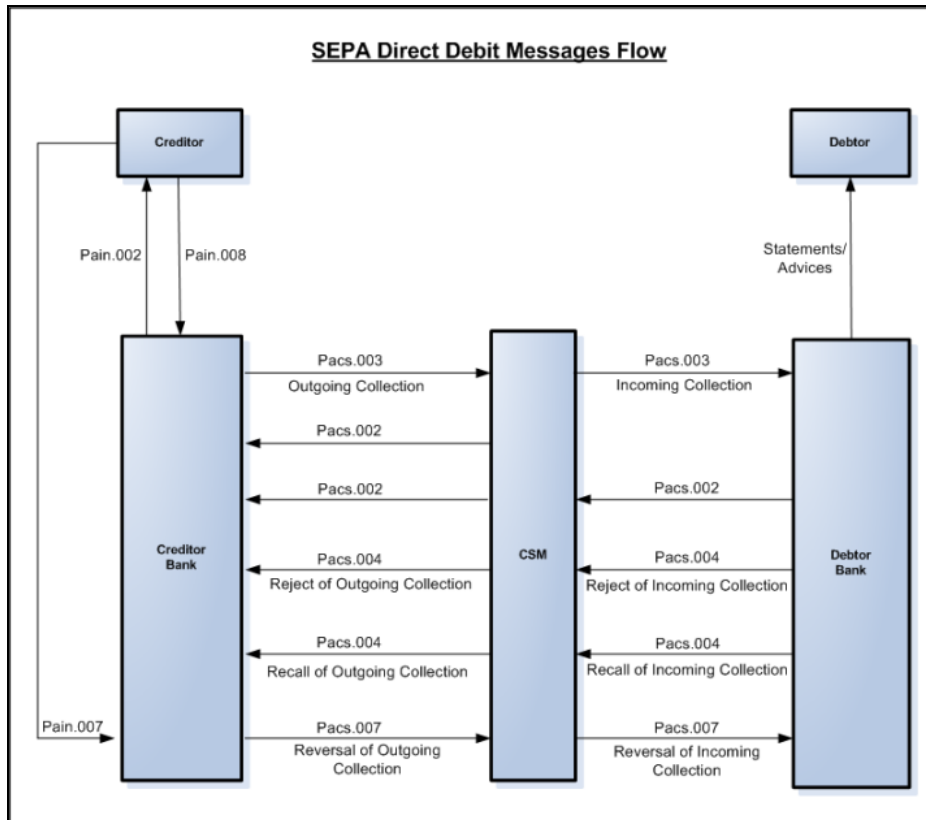 SEPA Direct Debit Messages Flow
Creditor
Debtor
Pain.002
Pain.008
Statements/
Advices
Pacs.003
Outgoing Collection
Pacs.003
Incoming Collection
Pacs.002
Pacs.002
Pacs.002
Creditor
Bank
CSM
Debtor
Bank
Pacs.004
Reject of Outgoing Collection
Pacs.004
Reject of Incoming Collection
Pacs.004
Recall of Outgoing Collection
Pacs.004
Recall of Incoming Collection
Pain.007
Pacs.007
Reversal of Outgoing
Collection
Pacs.007
Reversal of Incoming
Collection